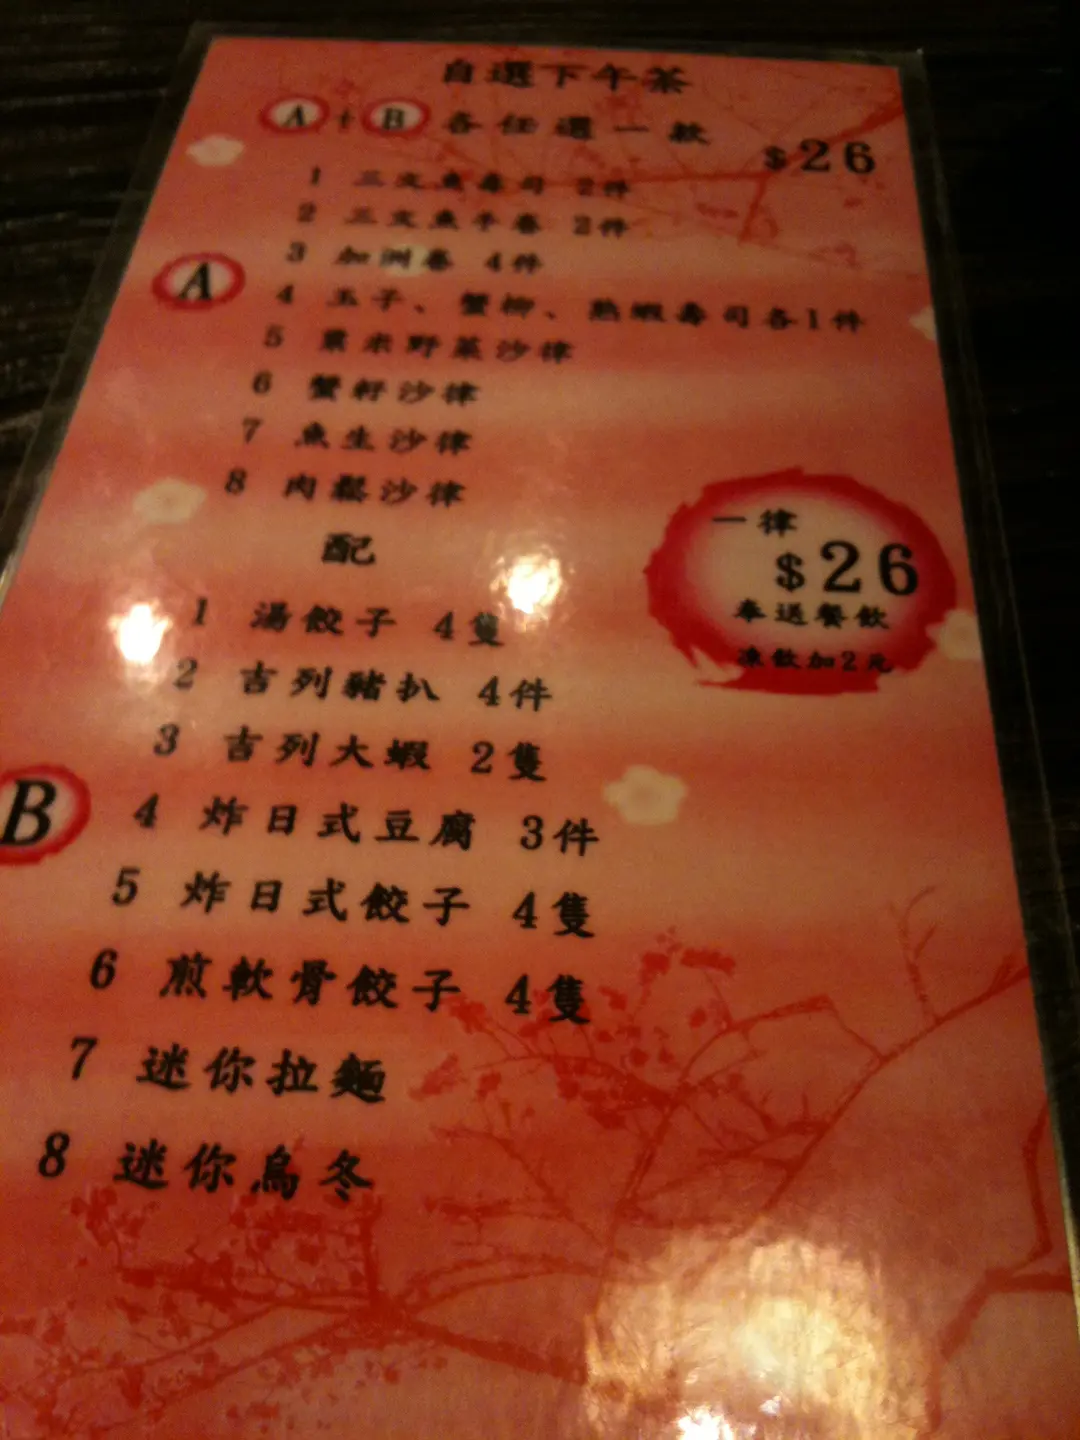 自選下午茶
A + B 各任選一款 $26
A
1 三文魚壽司 2件
2 三文魚手卷 2件
3 加洲卷 4件
4 玉子、蟹柳、熟蝦壽司各1件
5 粟米野菜沙律
6 蟹籽沙律
7 魚生沙律
8 肉鬆沙律
配
一律
$26
奉送餐飲
凍飲加2元
B
1 湯餃子 4隻
2 吉列豬扒 4件
3 吉列大蝦 2隻
4 炸日式豆腐 3件
5 炸日式餃子 4隻
6 煎軟骨餃子 4隻
7 迷你拉麵
8 迷你烏冬